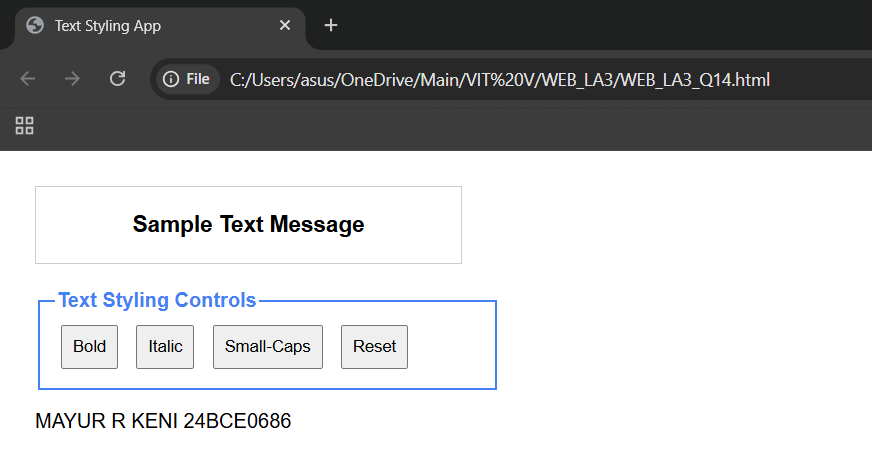 Text Styling App
File C:/Users/asus/OneDrive/Main/VIT%20V/WEB_LA3/WEB_LA3_Q14.html
Sample Text Message
Text Styling Controls
Bold Italic Small-Caps Reset
MAYUR R KENI 24BCE0686